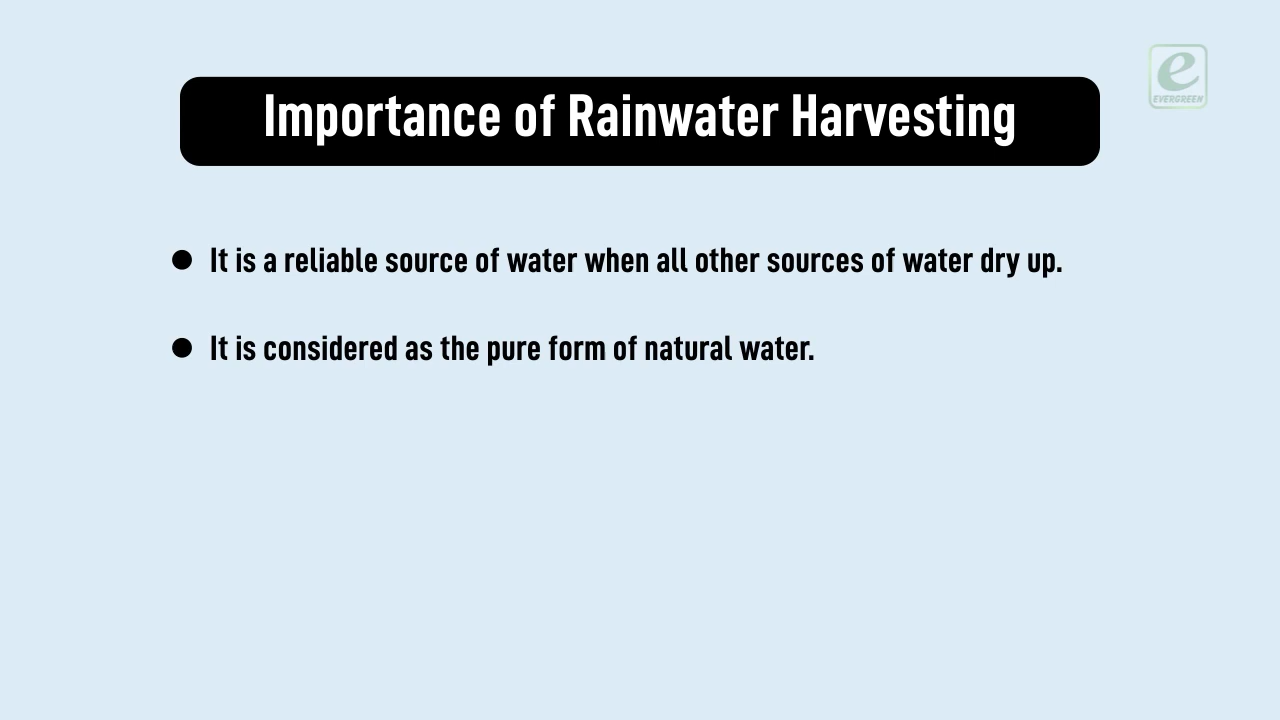 Importance of Rainwater Harvesting
e
EVERGREEN
● It is a reliable source of water when all other sources of water dry up.
● It is considered as the pure form of natural water.